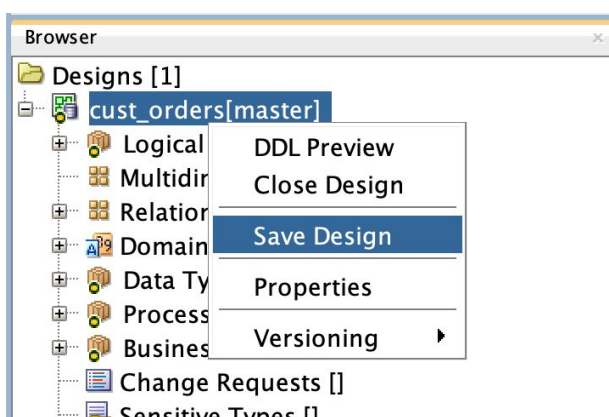 Browser
Designs [1]
cust_orders[master]
Logical
DDL Preview
Multidin
Close Design
Relation
Domain
Save Design
Data Ty
Properties
Process
Versioning
Busines
Change Requests []
Sensitive Types []